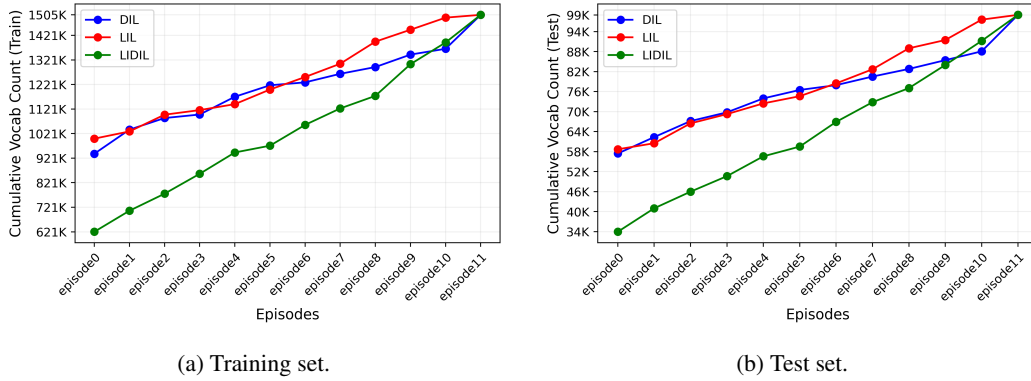 Cumulative Vocab Count (Train)
1505K
1421K
1321K
1221K
1121K
1021K
921K
821K
721K
621K
DIL
LIL
LIDIL
episode0
episode1
episode2
episode3
episode4
episode5
episode6
episode7
episode8
episode9
episode10
episode11
Episodes
(a) Training set.
Cumulative Vocab Count (Test)
99K
94K
88K
82K
76K
70K
64K
58K
52K
46K
40K
34K
DIL
LIL
LIDIL
episode0
episode1
episode2
episode3
episode4
episode5
episode6
episode7
episode8
episode9
episode10
episode11
Episodes
(b) Test set.